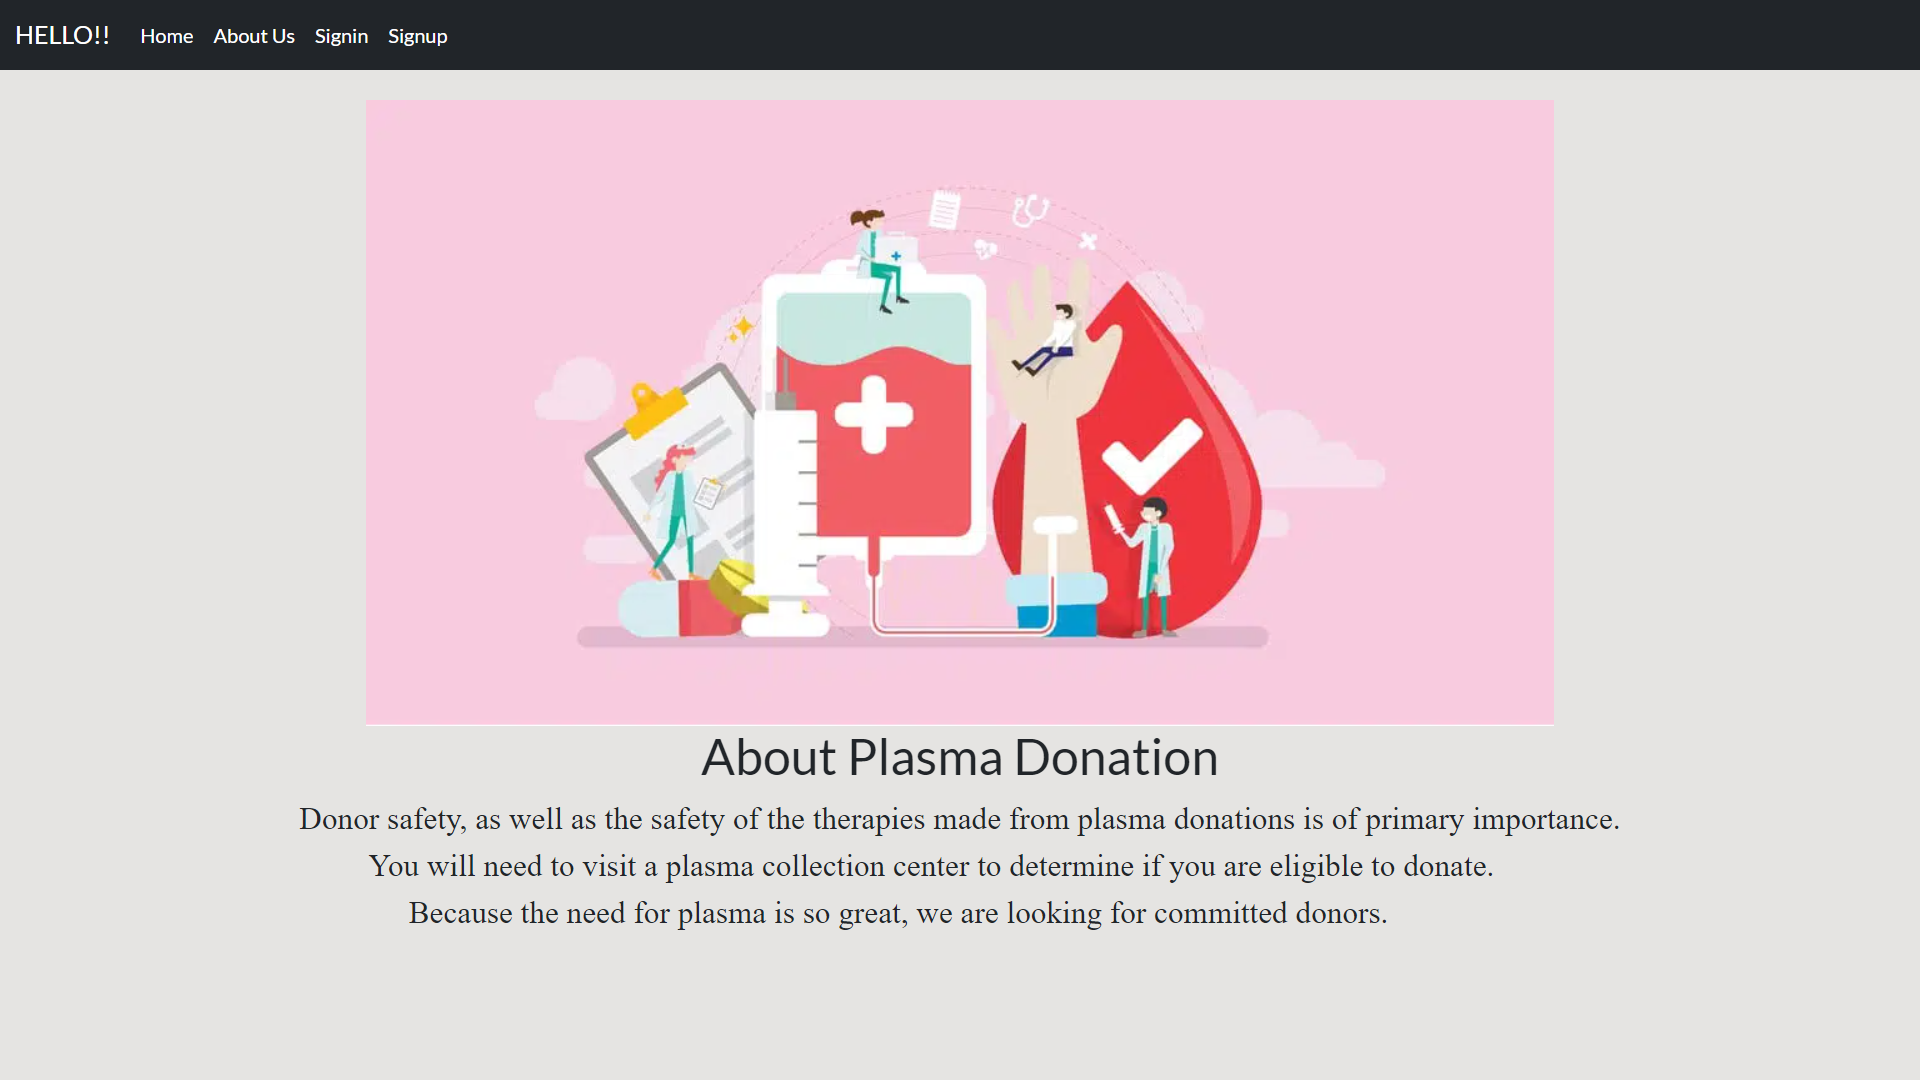 HELLO!! Home About Us Signin Signup
About Plasma Donation
Donor safety, as well as the safety of the therapies made from plasma donations is of primary importance.
You will need to visit a plasma collection center to determine if you are eligible to donate.
Because the need for plasma is so great, we are looking for committed donors.